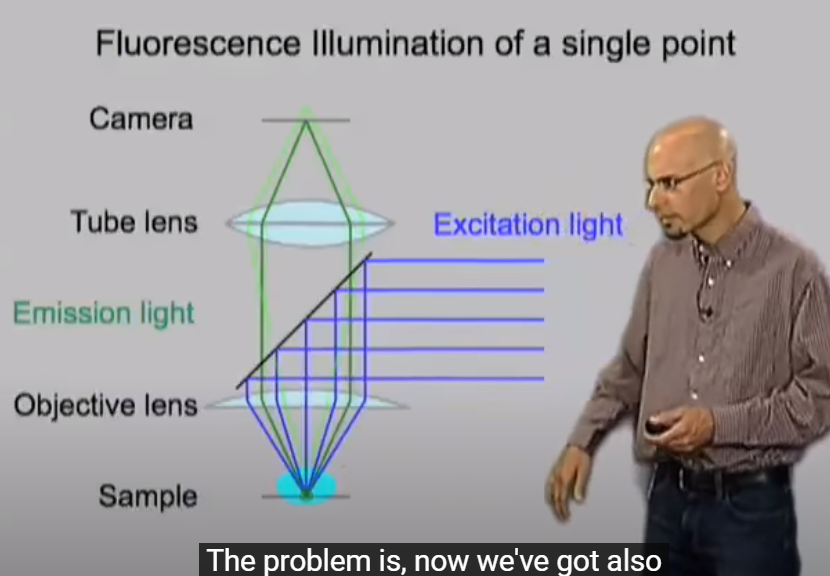 Fluorescence Illumination of a single point
Camera
Tube lens
Excitation light
Emission light
Objective lens
Sample
The problem is, now we've got also